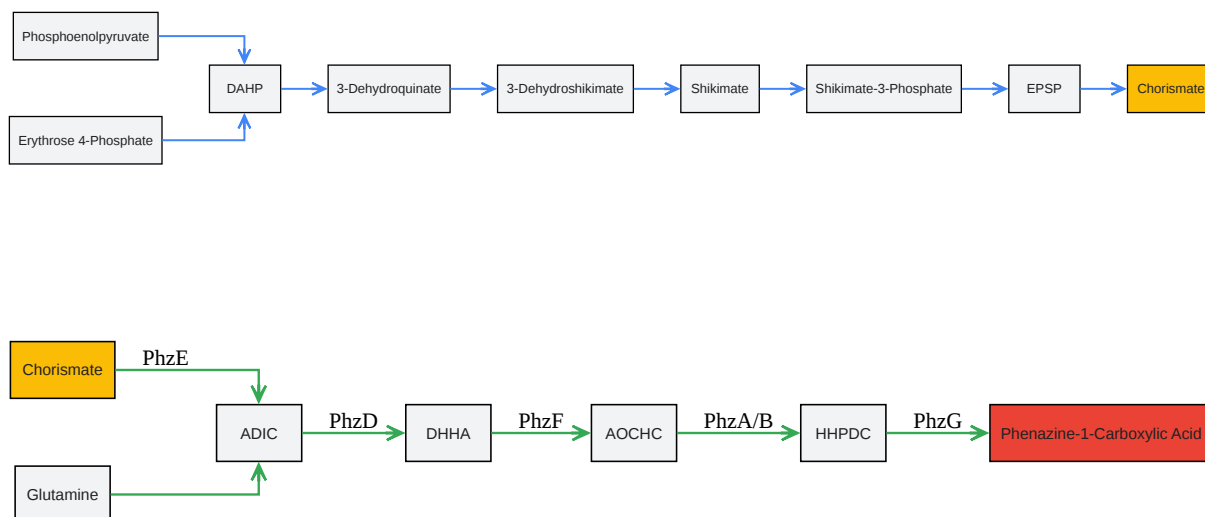 Phosphoenolpyruvate
Erythrose 4-Phosphate
DAHP
3-Dehydroquinate
3-Dehydroshikimate
Shikimate
Shikimate-3-Phosphate
EPSP
Chorismate
Chorismate
PhzE
Glutamine
ADIC
PhzD
DHHA
PhzF
AOCHC
PhzA/B
HHPDC
PhzG
Phenazine-1-Carboxylic Acid